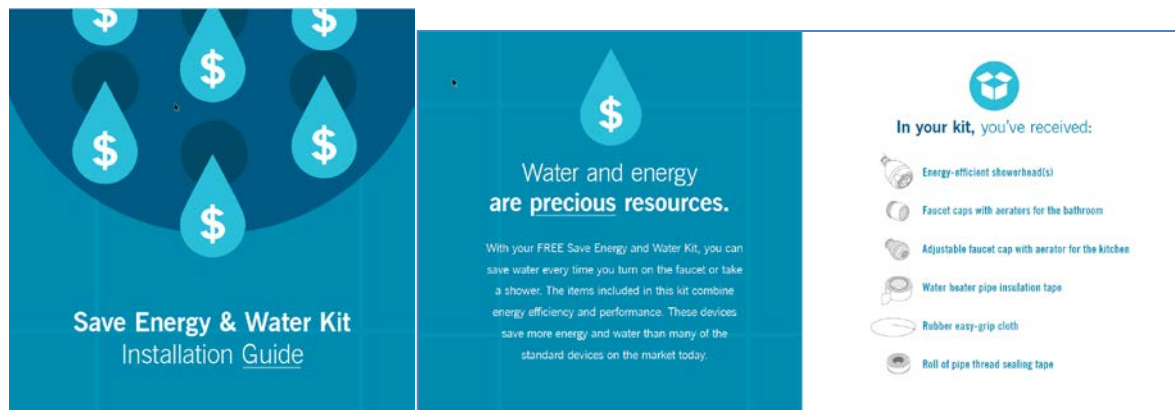 $ $ $
$ $ $
$
Save Energy & Water Kit
Installation Guide
$
Water and energy
are precious resources.
With your FREE Save Energy and Water Kit, you can
save water every time you turn on the faucet or take
a shower. The items included in this kit combine
energy efficiency and performance. These devices
save more energy and water than many of the
standard devices on the market today.
In your kit, you've received:
Energy-efficient showerhead(s)
Faucet caps with aerators for the bathroom
Adjustable faucet cap with aerator for the kitchen
Water heater pipe insulation tape
Rubber easy-grip cloth
Roll of pipe thread sealing tape